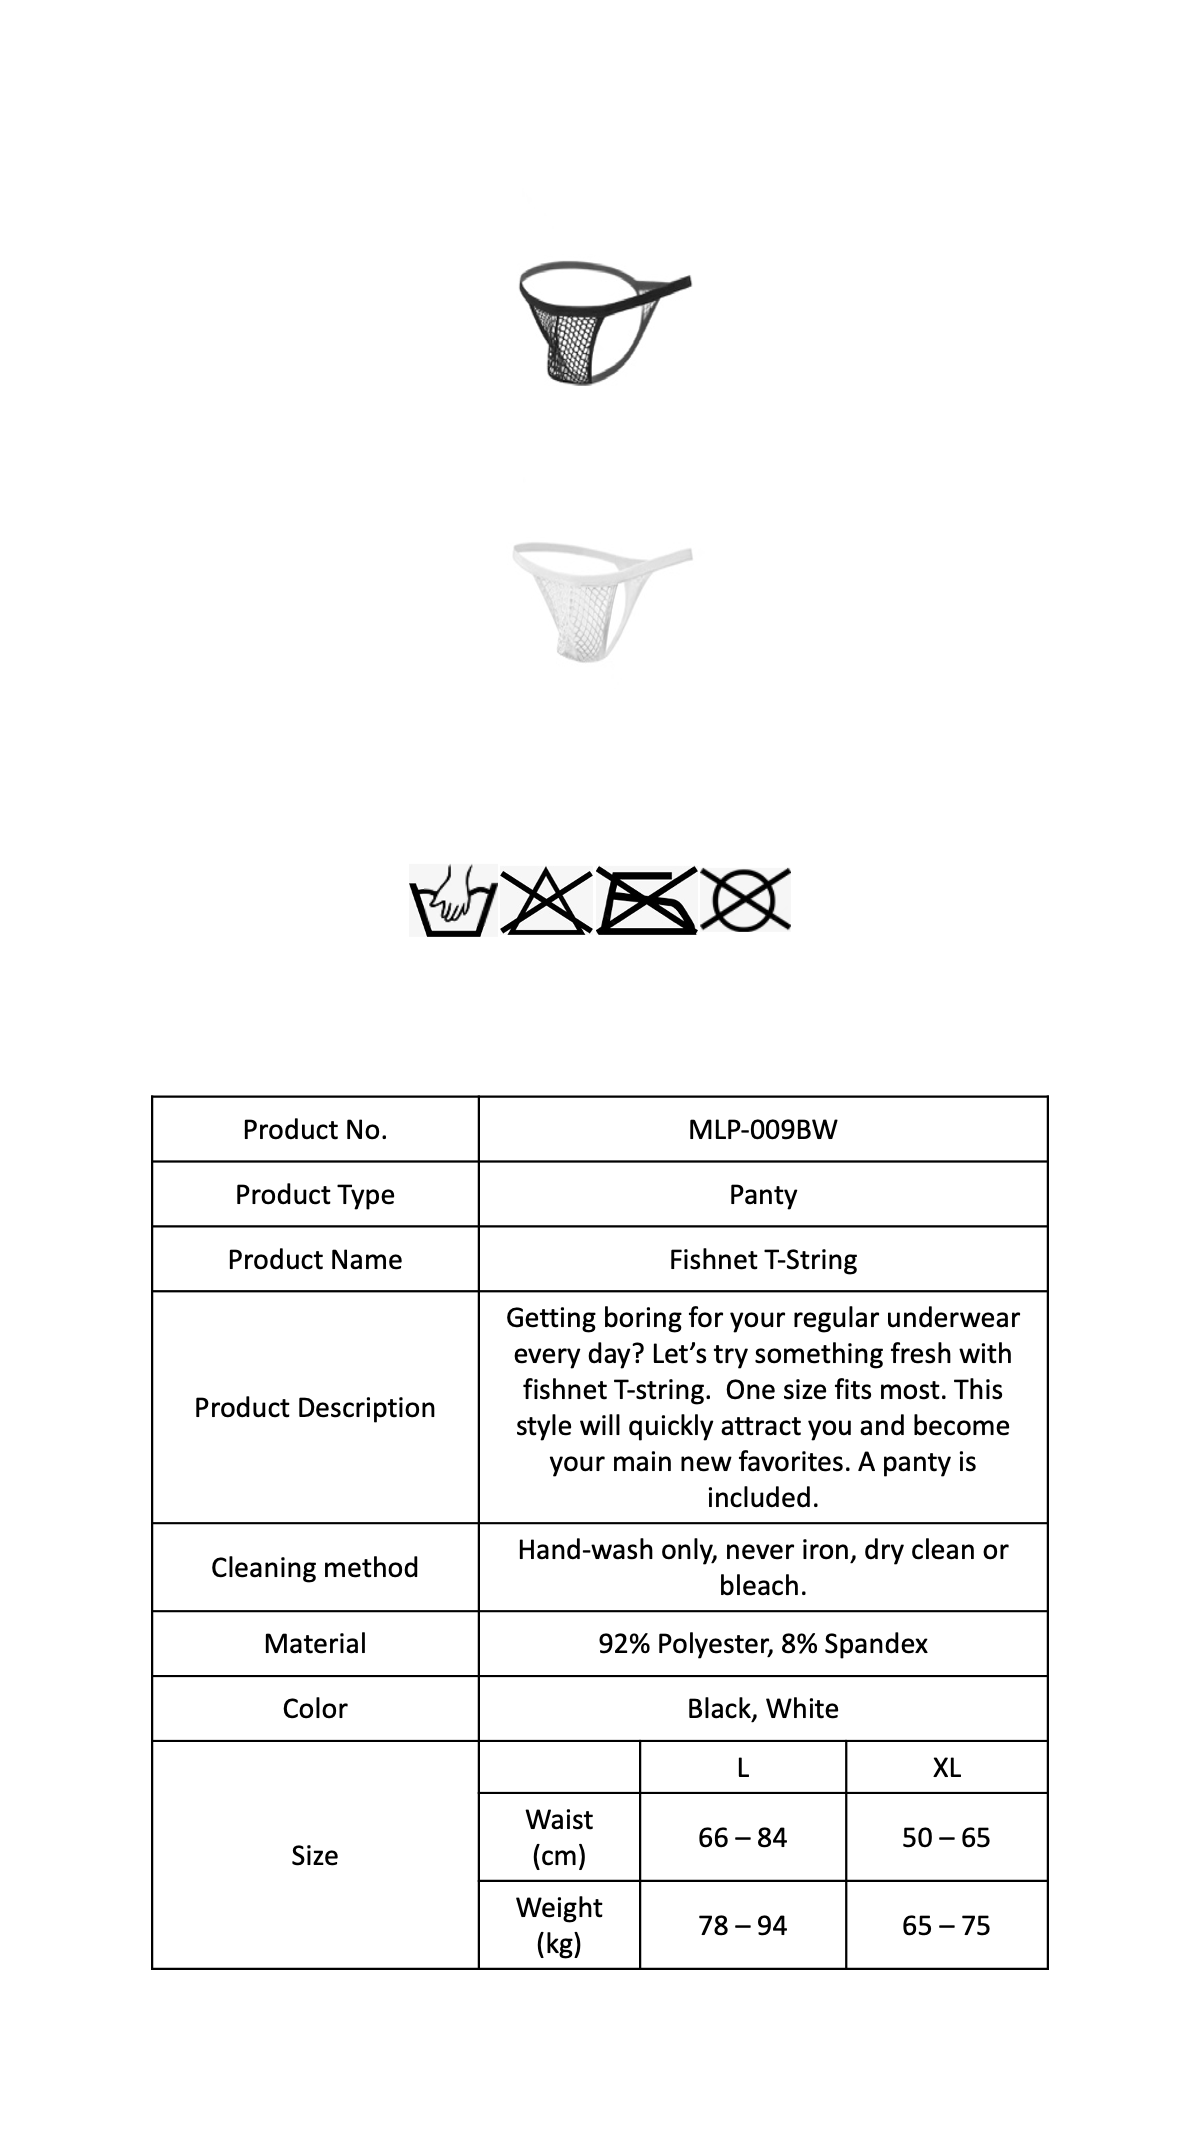 Product No.
MLP-009BW
Product Type
Panty
Product Name
Fishnet T-String
Product Description
Getting boring for your regular underwear
every day? Let’s try something fresh with
fishnet T-string.  One size fits most. This
style will quickly attract you and become
your main new favorites. A panty is
included.
Cleaning method
Hand-wash only, never iron, dry clean or
bleach.
Material
92% Polyester, 8% Spandex
Color
Black, White
Size
L
XL
Waist
(cm)
66 – 84
50 – 65
Weight
(kg)
78 – 94
65 – 75